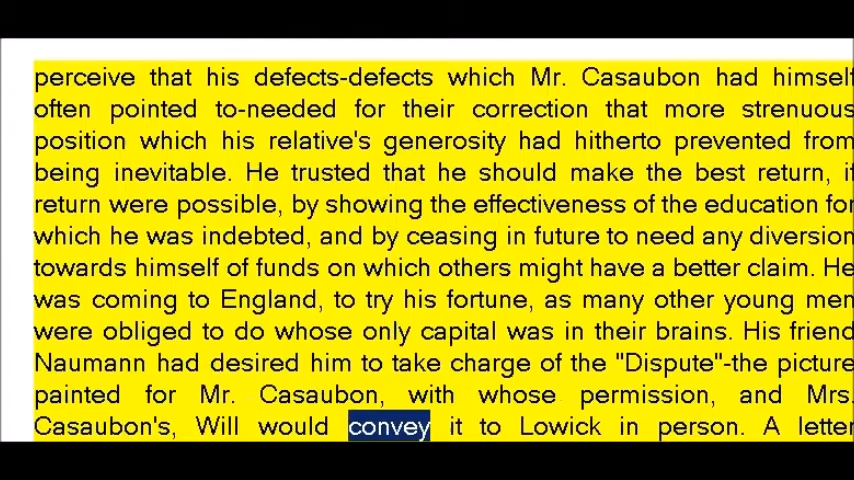 perceive that his defects-defects which Mr. Casaubon had himself
often pointed to-needed for their correction that more strenuous
position which his relative's generosity had hitherto prevented from
being inevitable. He trusted that he should make the best return, if
return were possible, by showing the effectiveness of the education for
which he was indebted, and by ceasing in future to need any diversion
towards himself of funds on which others might have a better claim. He
was coming to England, to try his fortune, as many other young men
were obliged to do whose only capital was in their brains. His friend
Naumann had desired him to take charge of the "Dispute"-the picture
painted for Mr. Casaubon, with whose permission, and Mrs.
Casaubon's, Will would convey it to Lowick in person. A letter